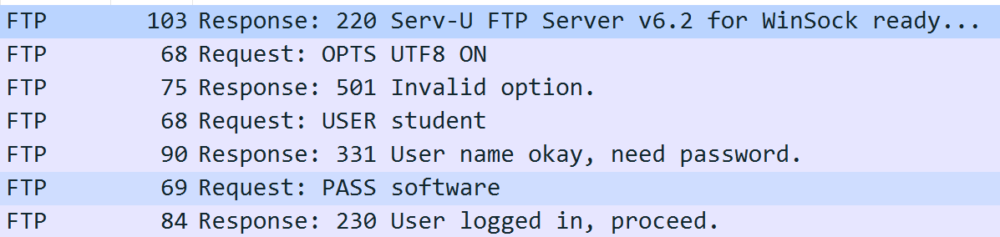 FTP 103 Response: 220 Serv-U FTP Server v6.2 for WinSock ready...
FTP 68 Request: OPTS UTF8 ON
FTP 75 Response: 501 Invalid option.
FTP 68 Request: USER student
FTP 90 Response: 331 User name okay, need password.
FTP 69 Request: PASS software
FTP 84 Response: 230 User logged in, proceed.